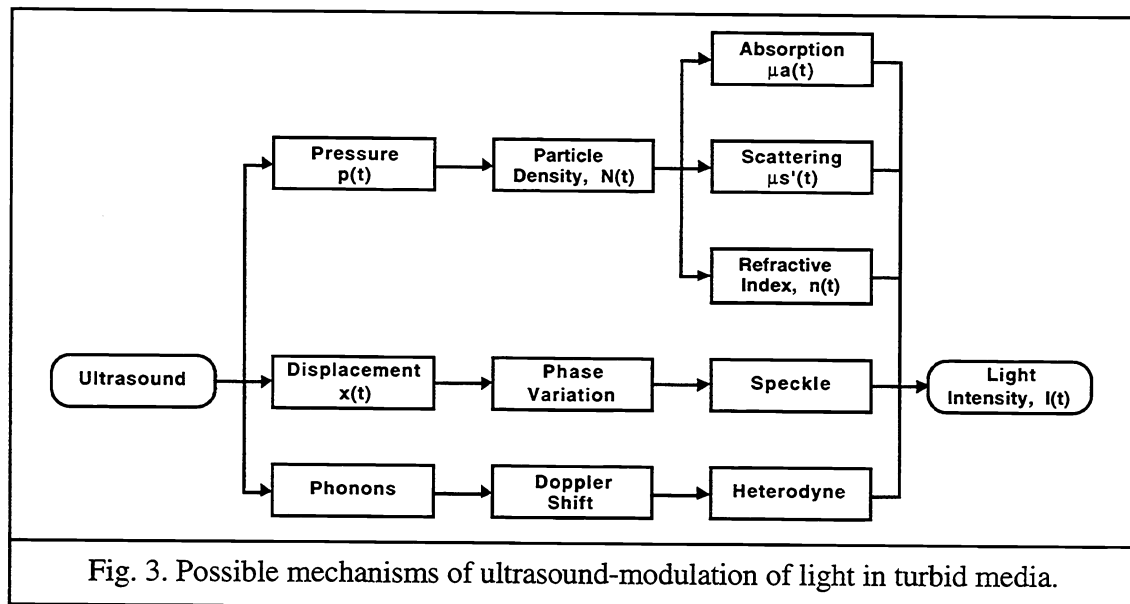 Absorption
μa(t)
Pressure
p(t)
Particle
Density, N(t)
Scattering
μs'(t)
Refractive
Index, n(t)
Ultrasound
Displacement
x(t)
Phase
Variation
Speckle
Light
Intensity, I(t)
Phonons
Doppler
Shift
Heterodyne
Fig. 3. Possible mechanisms of ultrasound-modulation of light in turbid media.